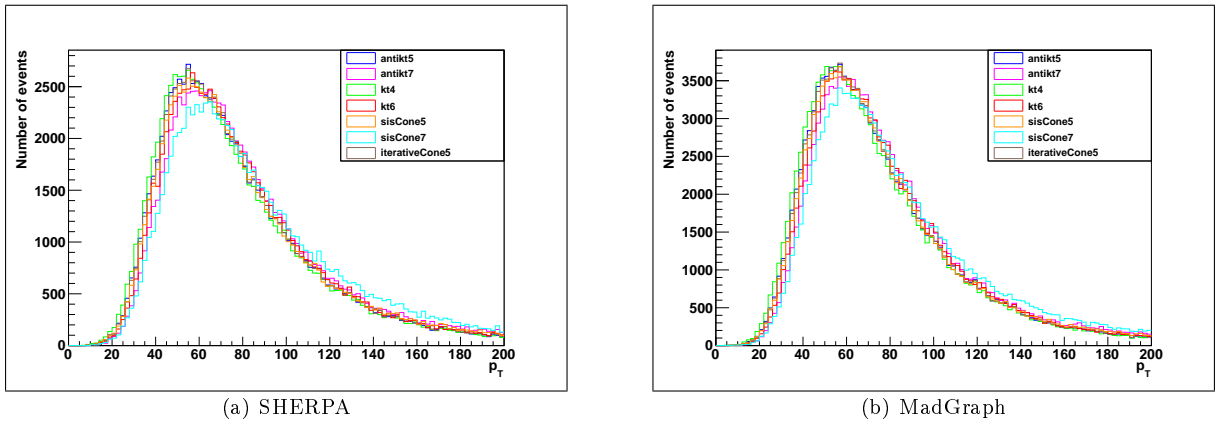 Number of events
2500
2000
1500
1000
500
0
antikt5
antikt7
kt4
kt6
sisCone5
sisCone7
iterativeCone5
0 20 40 60 80 100 120 140 160 180 200
pT
(a) SHERPA
Number of events
3500
3000
2500
2000
1500
1000
500
0
antikt5
antikt7
kt4
kt6
sisCone5
sisCone7
iterativeCone5
0 20 40 60 80 100 120 140 160 180 200
pT
(b) MadGraph